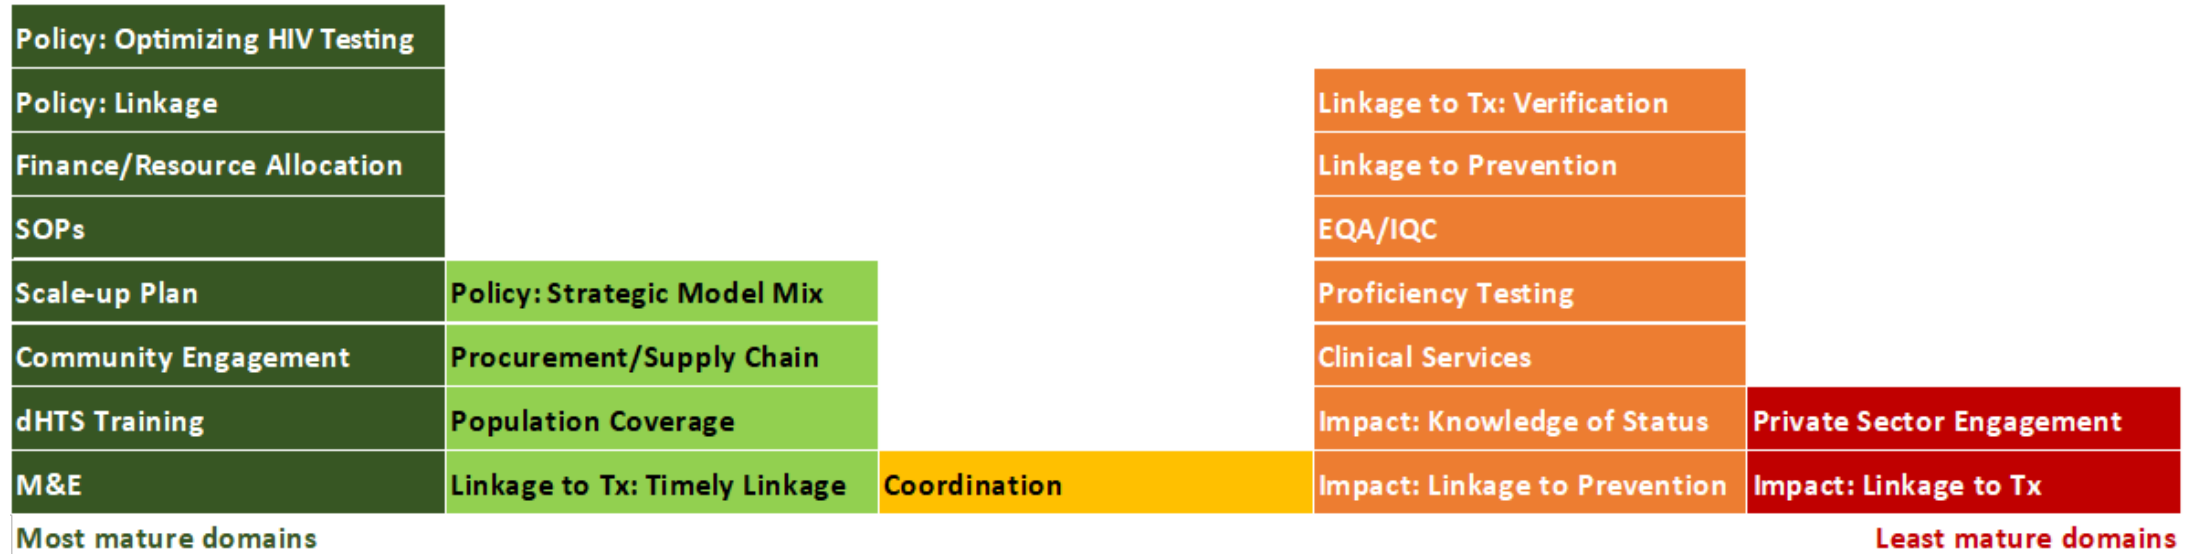 Policy: Optimizing HIV Testing
Policy: Linkage
Linkage to Tx: Verification
Finance/Resource Allocation
Linkage to Prevention
SOPs
EQA/IQC
Scale-up Plan
Policy: Strategic Model Mix
Proficiency Testing
Community Engagement
Procurement/Supply Chain
Clinical Services
dHTS Training
Population Coverage
Impact: Knowledge of Status
Private Sector Engagement
M&E
Linkage to Tx: Timely Linkage
Coordination
Impact: Linkage to Prevention
Impact: Linkage to Tx
Most mature domains
Least mature domains